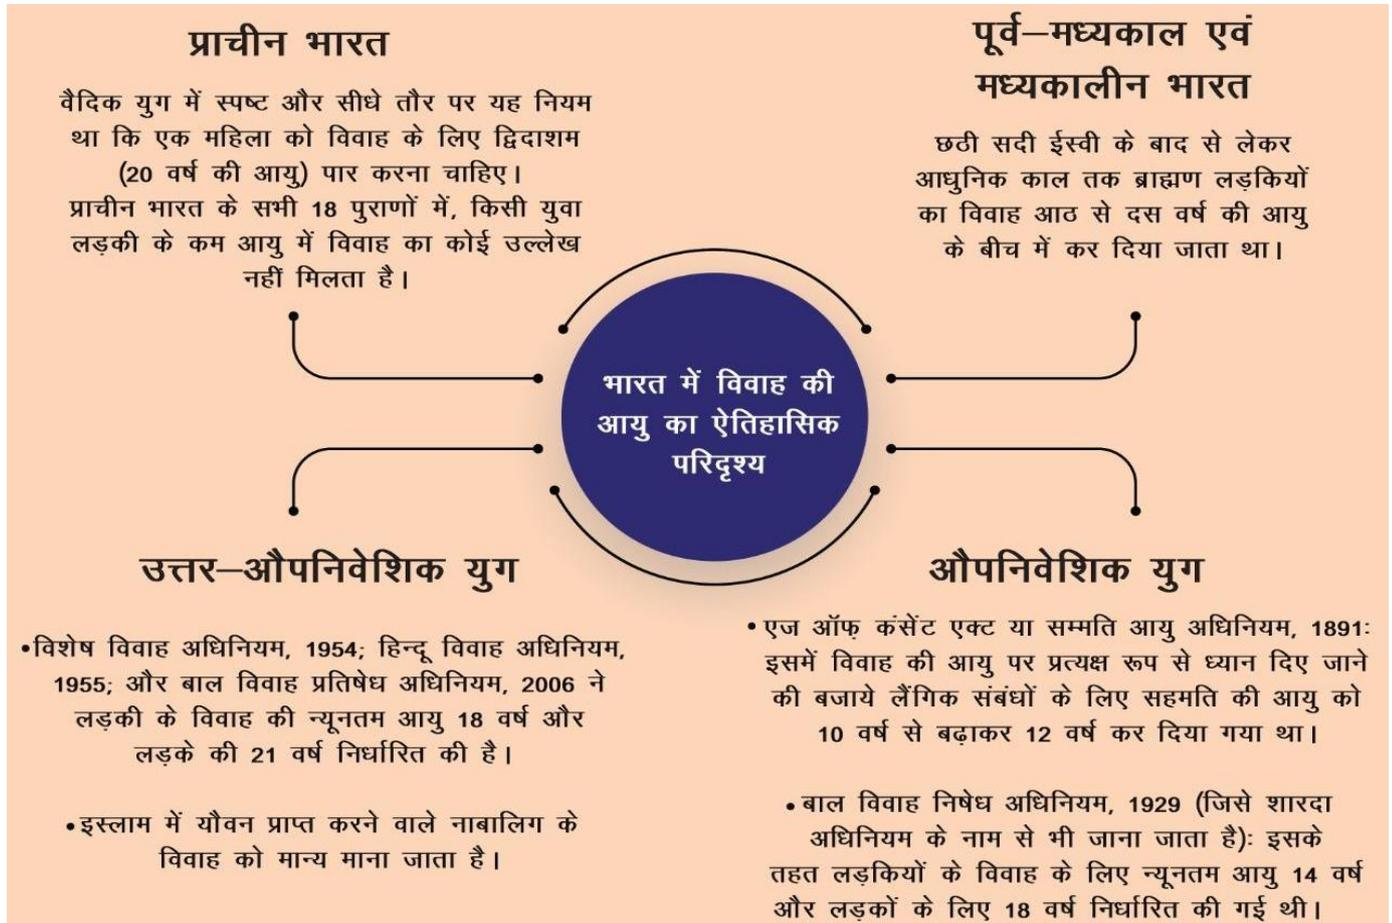 प्राचीन भारत
वैदिक युग में स्पष्ट और सीधे तौर पर यह नियम
था कि एक महिला को विवाह के लिए द्विदाशम
(20 वर्ष की आयु) पार करना चाहिए।
प्राचीन भारत के सभी 18 पुराणों में, किसी युवा
लड़की के कम आयु में विवाह का कोई उल्लेख
नहीं मिलता है।
पूर्व–मध्यकाल एवं
मध्यकालीन भारत
छठी सदी ईस्वी के बाद से लेकर
आधुनिक काल तक ब्राह्मण लड़कियों
का विवाह आठ से दस वर्ष की आयु
के बीच में कर दिया जाता था।
भारत में विवाह की
आयु का ऐतिहासिक
परिदृश्य
उत्तर–औपनिवेशिक युग
•विशेष विवाह अधिनियम, 1954; हिन्दू विवाह अधिनियम,
1955; और बाल विवाह प्रतिषेध अधिनियम, 2006 ने
लड़की के विवाह की न्यूनतम आयु 18 वर्ष और
लड़के की 21 वर्ष निर्धारित की है।
•इस्लाम में यौवन प्राप्त करने वाले नाबालिग के
विवाह को मान्य माना जाता है।
औपनिवेशिक युग
•एज ऑफ़ कंसेंट एक्ट या सम्मति आयु अधिनियम, 1891:
इसमें विवाह की आयु पर प्रत्यक्ष रूप से ध्यान दिए जाने
की बजाये लैंगिक संबंधों के लिए सहमति की आयु को
10 वर्ष से बढ़ाकर 12 वर्ष कर दिया गया था।
•बाल विवाह निषेध अधिनियम, 1929 (जिसे शारदा
अधिनियम के नाम से भी जाना जाता है): इसके
तहत लड़कियों के विवाह के लिए न्यूनतम आयु 14 वर्ष
और लड़कों के लिए 18 वर्ष निर्धारित की गई थी।